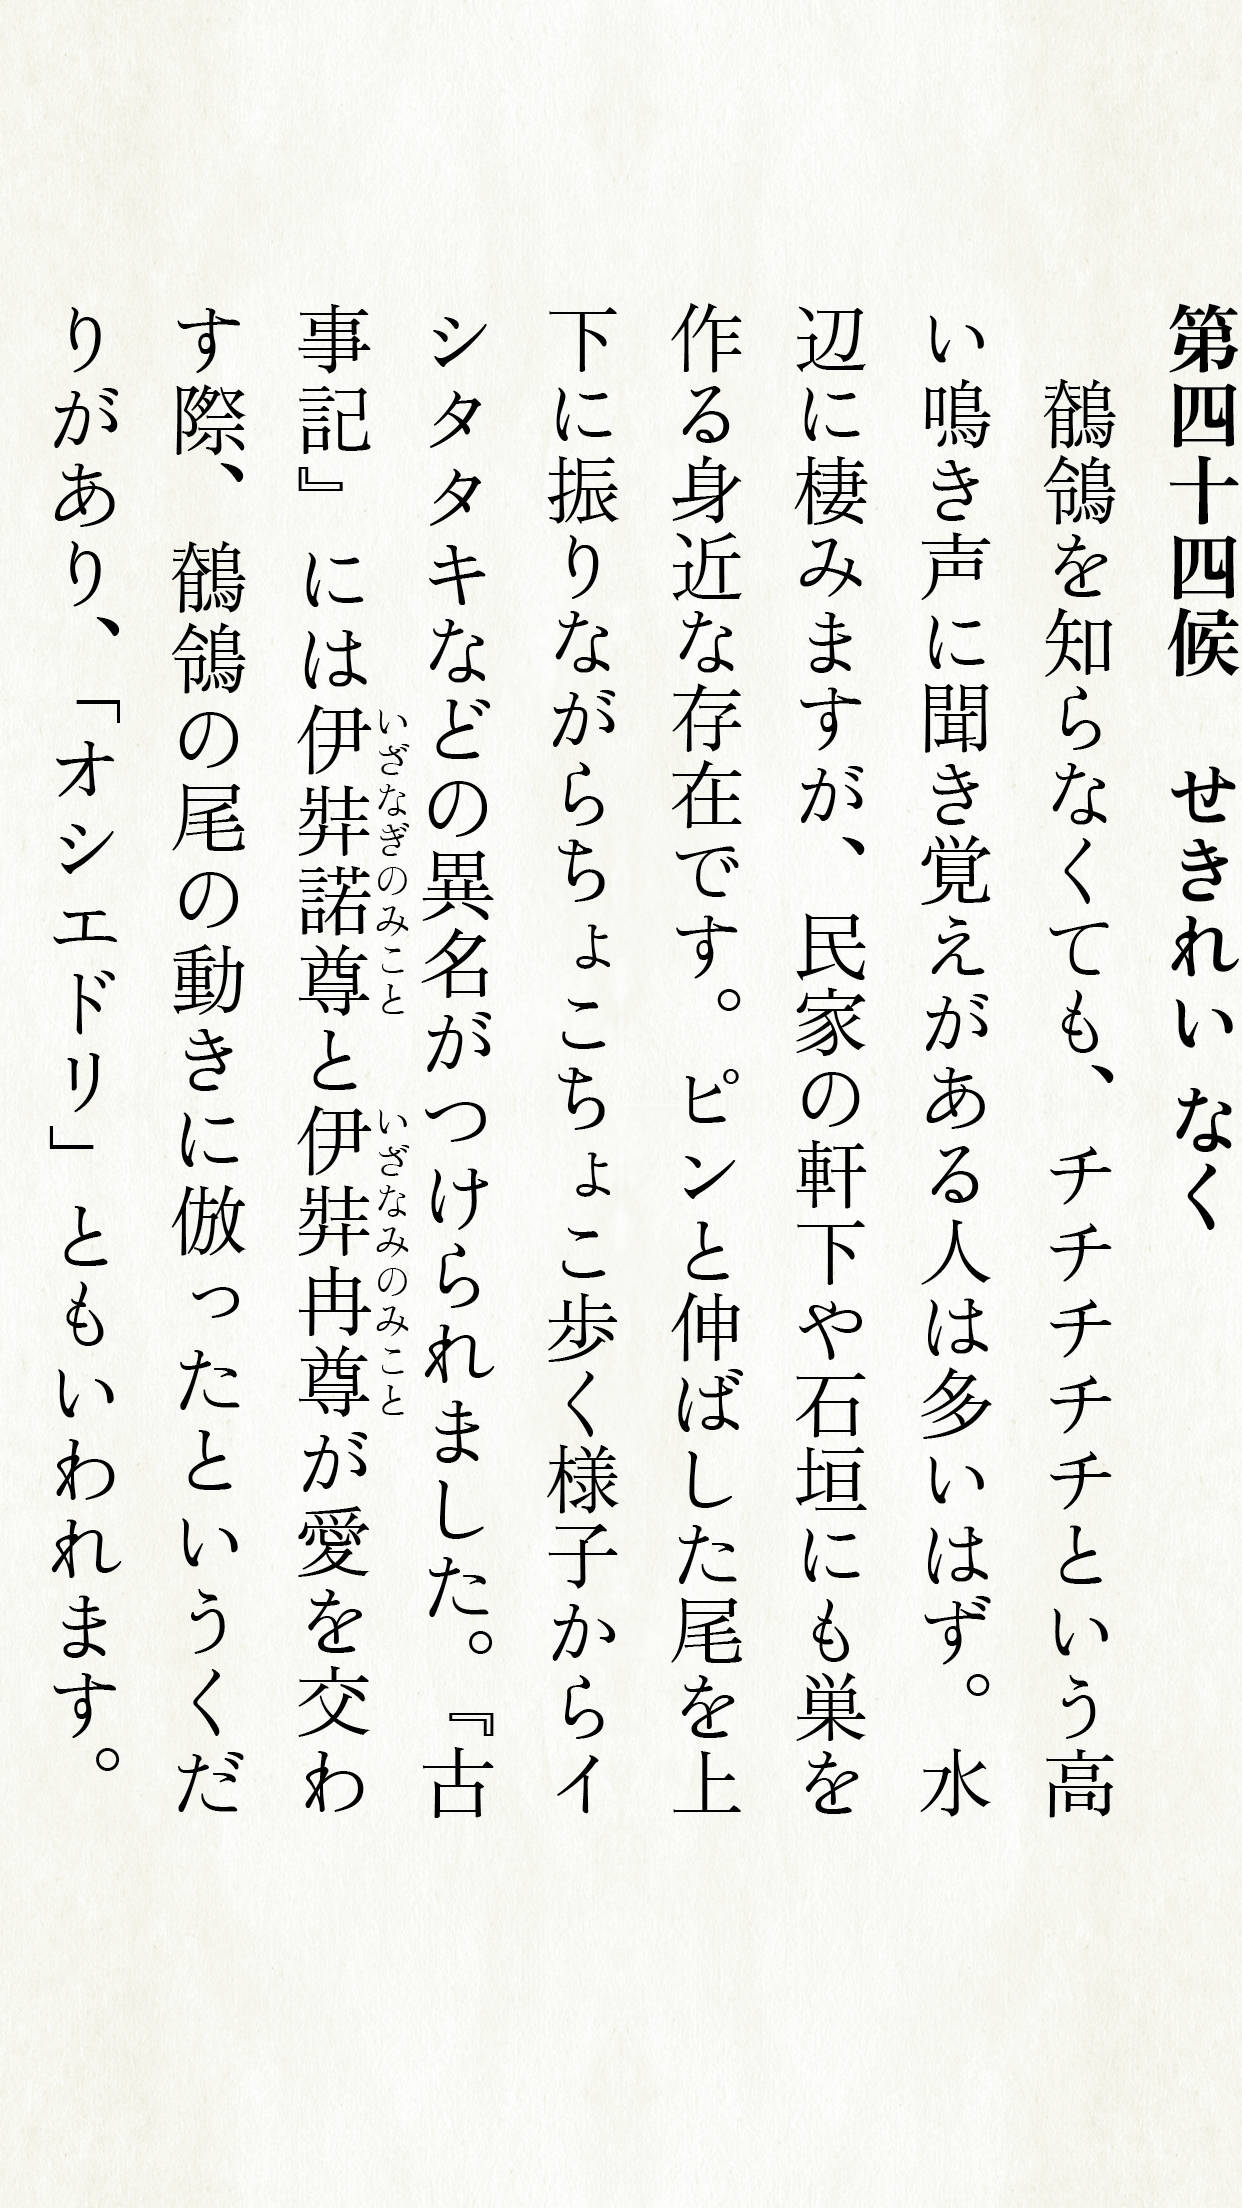 第四十四候　せきれい なく
鶺鴒を知らなくても、チチチチチという高
い鳴き声に聞き覚えがある人は多いはず。水
辺に棲みますが、民家の軒下や石垣にも巣を
作る身近な存在です。ピンと伸ばした尾を上
下に振りながらちょこちょこ歩く様子からイ
シタタキなどの異名がつけられました。『古
いざなぎのみこと　いざなみのみこと
事記』には伊弉諾尊と伊弉冉尊が愛を交わ
す際、鶺鴒の尾の動きに倣ったというくだ
りがあり、「オシエドリ」ともいわれます。